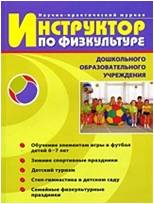 Научно-практический журнал
Инструктор
по физкультуре
ДОШКОЛЬНОГО
ОБРАЗОВАТЕЛЬНОГО
УЧРЕЖДЕНИЯ
Обучение элементам игры в футбол
детей 6–7 лет
Зимние спортивные праздники
Детский туризм
Степ-гимнастика в детском саду
Семейные физкультурные
праздники